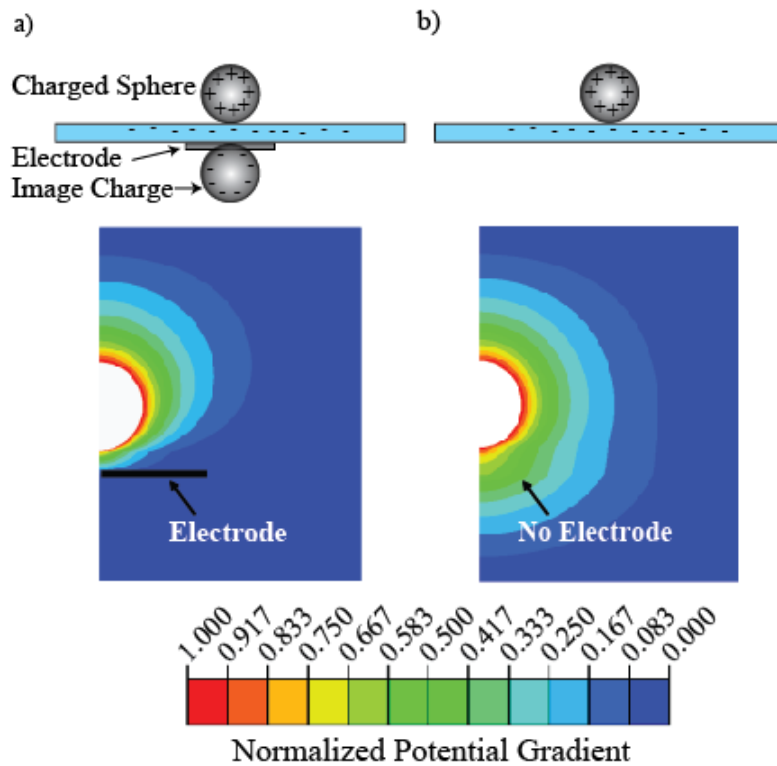 a)
b)
Charged Sphere
Electrode
Image Charge
Electrode
No Electrode
1.000
0.917
0.833
0.750
0.667
0.583
0.500
0.417
0.333
0.250
0.167
0.083
0.000
Normalized Potential Gradient